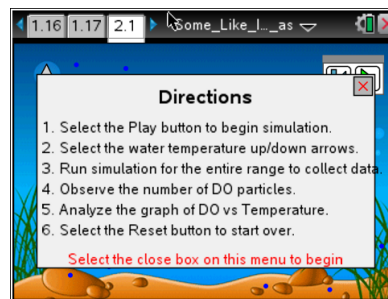 1.16 1.17 2.1 Some_Like_I…_as
Directions
1. Select the Play button to begin simulation.
2. Select the water temperature up/down arrows.
3. Run simulation for the entire range to collect data.
4. Observe the number of DO particles.
5. Analyze the graph of DO vs Temperature.
6. Select the Reset button to start over.
Select the close box on this menu to begin